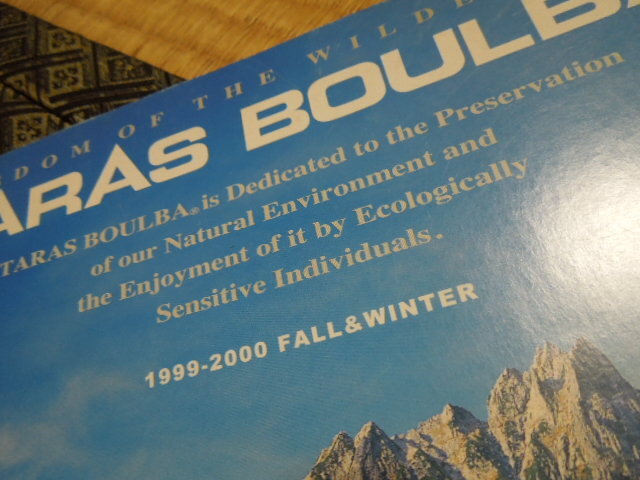 DOM OF THE WILDE
ARAS BOULBA
TARAS BOULBA® is Dedicated to the Preservation
of our Natural Environment and
the Enjoyment of it by Ecologically
Sensitive Individuals.
1999-2000 FALL&WINTER